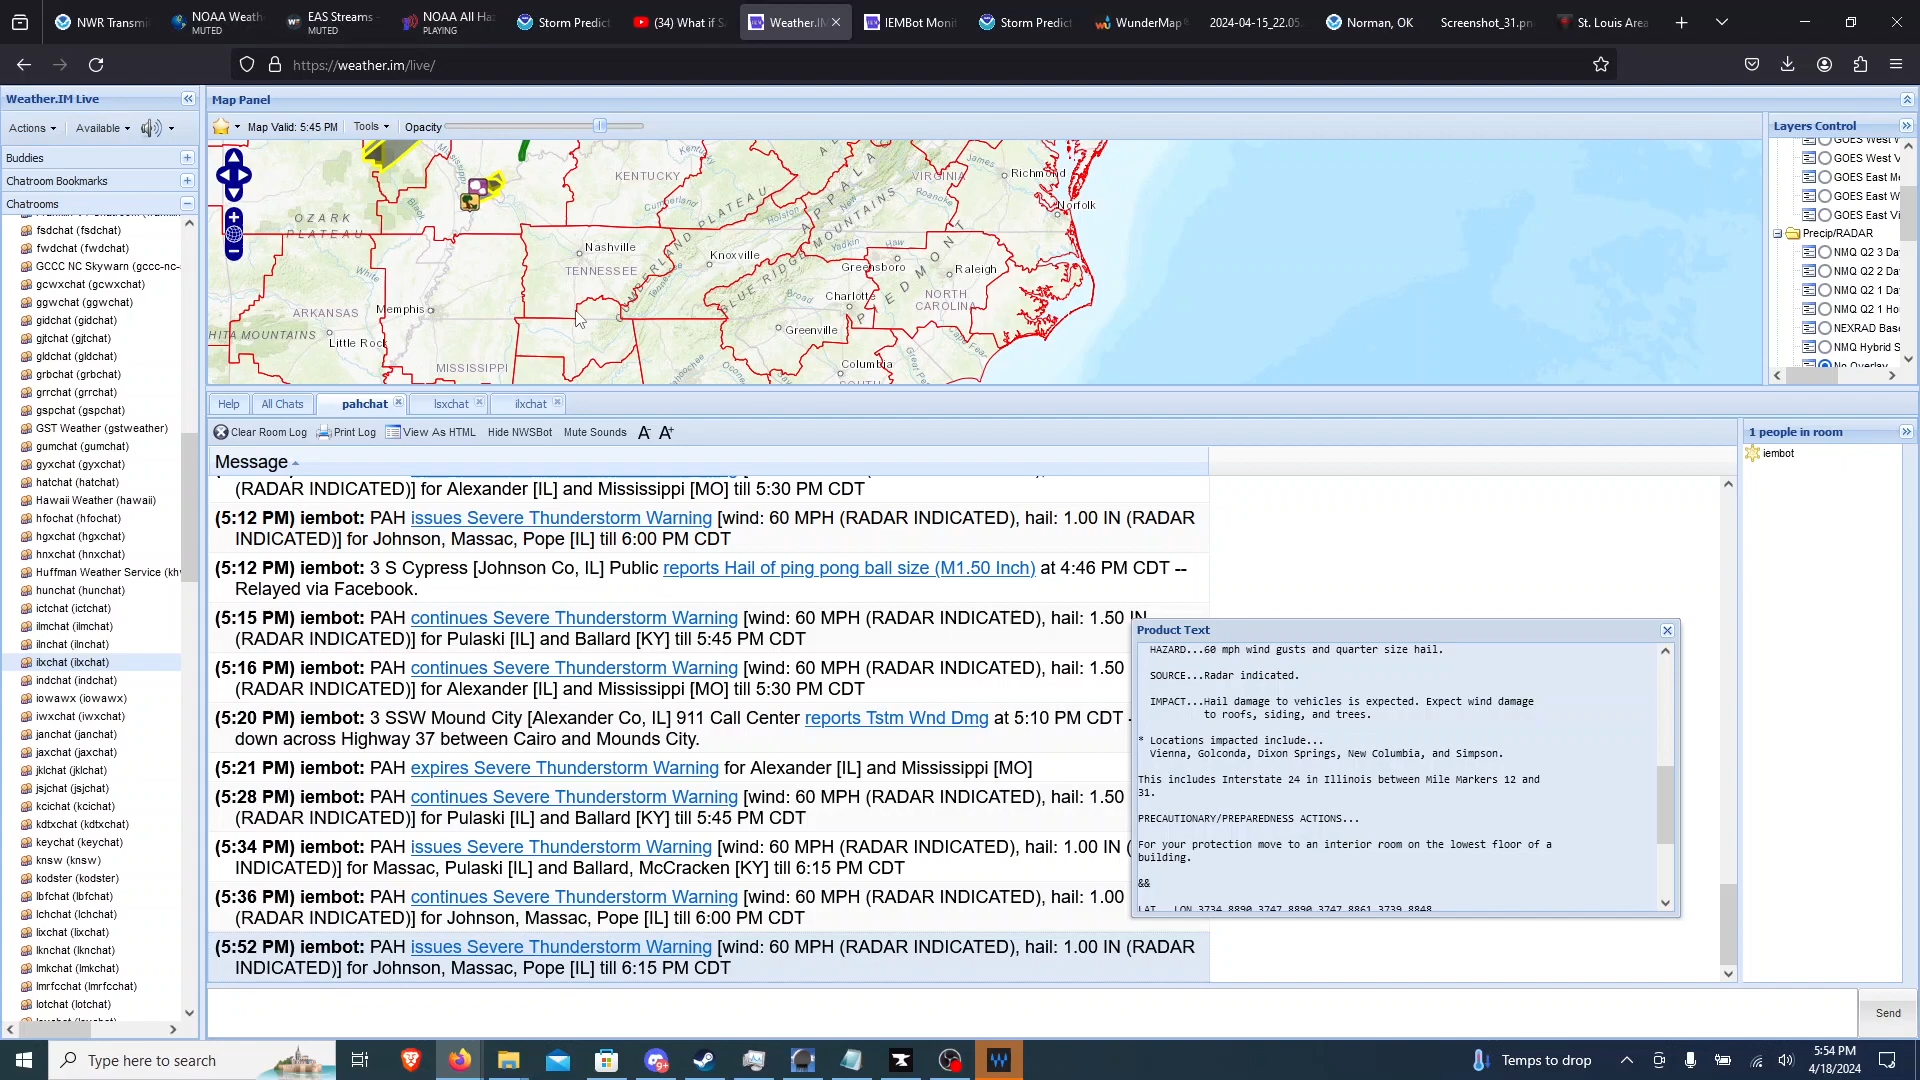 NWR Transmi
NOAA Weath
MUTED
EAS Streams -
MUTED
NOAA All Haz
PLAYING
Storm Predict
(34) What if S
Weather.IM
IEMBot Monit
Storm Predict
WunderMap®
2024-04-15_22.05.
Norman, OK
Screenshot_31.pn
St. Louis Area
https://weather.im/live/
Weather.IM Live
Map Panel
Actions
Available
Map Valid: 5:45 PM
Tools
Opacity
Layers Control
Buddies
Chatroom Bookmarks
Chatrooms
fsdchat (fsdchat)
fwdchat (fwdchat)
GCCC NC Skywarn (gccc-nc-
gcwxchat (gcwxchat)
ggwchat (ggwchat)
gidchat (gidchat)
gjtchat (gjtchat)
gldchat (gldchat)
grbchat (grbchat)
grrchat (grrchat)
gspchat (gspchat)
GST Weather (gstweather)
gumchat (gumchat)
gyxchat (gyxchat)
hatchat (hatchat)
Hawaii Weather (hawaii)
hfochat (hfochat)
hgxchat (hgxchat)
hnxchat (hnxchat)
Huffman Weather Service (khw
hunchat (hunchat)
ictchat (ictchat)
ilmchat (ilmchat)
ilnchat (ilnchat)
ilxchat (ilxchat)
indchat (indchat)
iowawx (iowawx)
iwxchat (iwxchat)
janchat (janchat)
jaxchat (jaxchat)
jklchat (jklchat)
jsjchat (jsjchat)
kcichat (kcichat)
kdtxchat (kdtxchat)
keychat (keychat)
knsw (knsw)
kodster (kodster)
lbfchat (lbfchat)
lchchat (lchchat)
lixchat (lixchat)
lknchat (lknchat)
lmkchat (lmkchat)
lmrfcchat (lmrfcchat)
lotchat (lotchat)
KENTUCKY
VIRGINIA
Richmond
Norfolk
OZARK
PLATEAU
Nashville
TENNESSEE
Knoxville
Greensboro
Raleigh
Charlotte
NORTH
CAROLINA
Greenville
Columbia
ARKANSAS
Memphis
HITA MOUNTAINS
Little Rock
MISSISSIPPI
CUMBERLAND PLATEAU
BLUE RIDGE MOUNTAINS
PIEDMONT
GOES West V
GOES East Me
GOES East W
GOES East Vi
Precip/RADAR
NMQ Q2 3 Da
NMQ Q2 2 Da
NMQ Q2 1 Da
NMQ Q2 1 Ho
NEXRAD Base
NMQ Hybrid S
No Overlay
Help
All Chats
pahchat
lsxchat
ilxchat
Clear Room Log
Print Log
View As HTML
Hide NWSBot
Mute Sounds
A-
A+
1 people in room
iembot
Message
(RADAR INDICATED)] for Alexander [IL] and Mississippi [MO] till 5:30 PM CDT
(5:12 PM) iembot: PAH issues Severe Thunderstorm Warning [wind: 60 MPH (RADAR INDICATED), hail: 1.00 IN (RADAR
INDICATED)] for Johnson, Massac, Pope [IL] till 6:00 PM CDT
(5:12 PM) iembot: 3 S Cypress [Johnson Co, IL] Public reports Hail of ping pong ball size (M1.50 Inch) at 4:46 PM CDT --
Relayed via Facebook.
(5:15 PM) iembot: PAH continues Severe Thunderstorm Warning [wind: 60 MPH (RADAR INDICATED), hail: 1.50 IN
(RADAR INDICATED)] for Pulaski [IL] and Ballard [KY] till 5:45 PM CDT
(5:16 PM) iembot: PAH continues Severe Thunderstorm Warning [wind: 60 MPH (RADAR INDICATED), hail: 1.50
(RADAR INDICATED)] for Alexander [IL] and Mississippi [MO] till 5:30 PM CDT
(5:20 PM) iembot: 3 SSW Mound City [Alexander Co, IL] 911 Call Center reports Tstm Wnd Dmg at 5:10 PM CDT -
down across Highway 37 between Cairo and Mounds City.
(5:21 PM) iembot: PAH expires Severe Thunderstorm Warning for Alexander [IL] and Mississippi [MO]
(5:28 PM) iembot: PAH continues Severe Thunderstorm Warning [wind: 60 MPH (RADAR INDICATED), hail: 1.50
(RADAR INDICATED)] for Pulaski [IL] and Ballard [KY] till 5:45 PM CDT
(5:34 PM) iembot: PAH issues Severe Thunderstorm Warning [wind: 60 MPH (RADAR INDICATED), hail: 1.00 IN (
INDICATED)] for Massac, Pulaski [IL] and Ballard, McCracken [KY] till 6:15 PM CDT
(5:36 PM) iembot: PAH continues Severe Thunderstorm Warning [wind: 60 MPH (RADAR INDICATED), hail: 1.00
(RADAR INDICATED)] for Johnson, Massac, Pope [IL] till 6:00 PM CDT
(5:52 PM) iembot: PAH issues Severe Thunderstorm Warning [wind: 60 MPH (RADAR INDICATED), hail: 1.00 IN (RADAR
INDICATED)] for Johnson, Massac, Pope [IL] till 6:15 PM CDT
Product Text
HAZARD...60 mph wind gusts and quarter size hail.
SOURCE...Radar indicated.
IMPACT...Hail damage to vehicles is expected. Expect wind damage
to roofs, siding, and trees.
* Locations impacted include...
Vienna, Golconda, Dixon Springs, New Columbia, and Simpson.
This includes Interstate 24 in Illinois between Mile Markers 12 and
31.
PRECAUTIONARY/PREPAREDNESS ACTIONS...
For your protection move to an interior room on the lowest floor of a
building.
&&
LAT...LON 3734 8890 3747 8890 3747 8861 3739 8848
Send
Type here to search
9+
Temps to drop
5:54 PM
4/18/2024